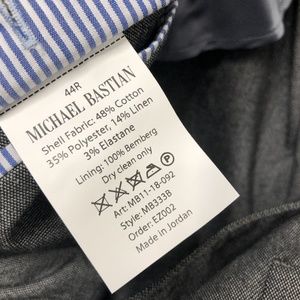 44R
MICHAEL BASTIAN
Shell Fabric: 48% Cotton
35% Polyester, 14% Linen
3% Elastane
Lining: 100% Bemberg
Dry clean only
Art: MB11-18-092
Style: MB333B
Order: EZ002
Made in Jordan